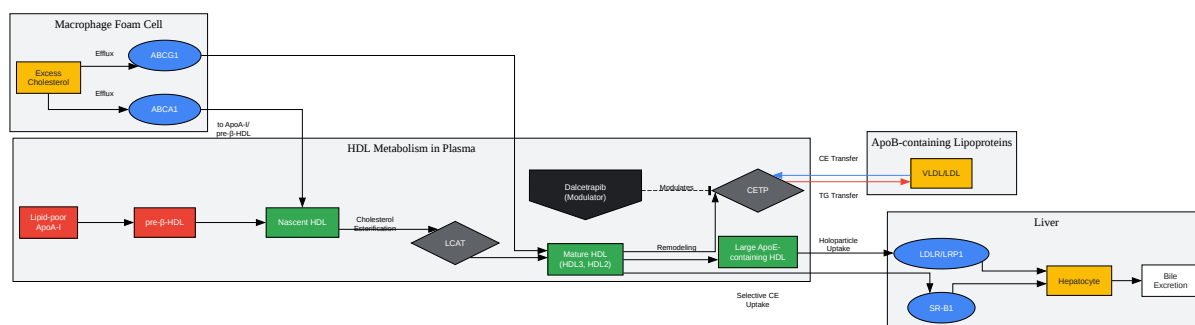 Macrophage Foam Cell
Efflux
ABCG1
Excess
Cholesterol
Efflux
ABCA1
to ApoA-I/
pre-β-HDL
HDL Metabolism in Plasma
ApoB-containing Lipoproteins
CE Transfer
VLDL/LDL
TG Transfer
Dalcetrapib
(Modulator)
Modulates
CETP
Lipid-poor
ApoA-I
pre-β-HDL
Nascent HDL
Cholesterol
Esterification
LCAT
Mature HDL
(HDL3, HDL2)
Remodeling
Large ApoE-
containing HDL
Holoparticle
Uptake
Selective CE
Uptake
Liver
LDLR/LRP1
SR-B1
Hepatocyte
Bile
Excretion